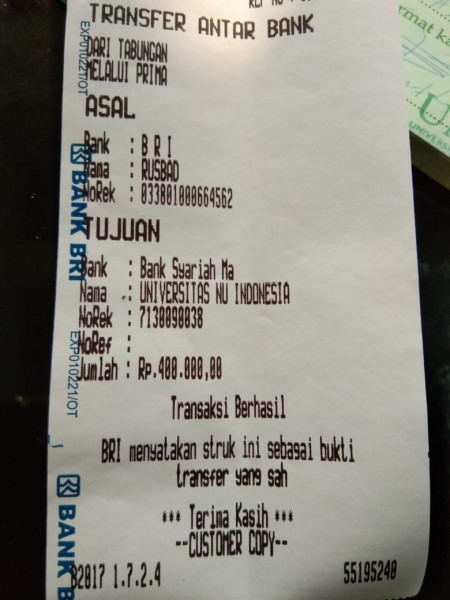 TRANSFER ANTAR BANK
DARI TABUNGAN
MELALUI PRIMA
ASAL
Bank : B R I
Nama : RUSBAD
NoRek : 033801000664562
TUJUAN
Bank : Bank Syariah Ma
Nama : UNIVERSITAS NU INDONESIA
NoRek : 7130090038
NoRef :
Jumlah : Rp.400.000,00
Transaksi Berhasil
BRI menyatakan struk ini sebagai bukti
transfer yang sah
*** Terima Kasih ***
--CUSTOMER COPY--
B2017 1.7.2.4 55195240
EXP010221/OT
BANK BRI
EXP010221/OT
BANK B
rmat ka
U
UNIVERS